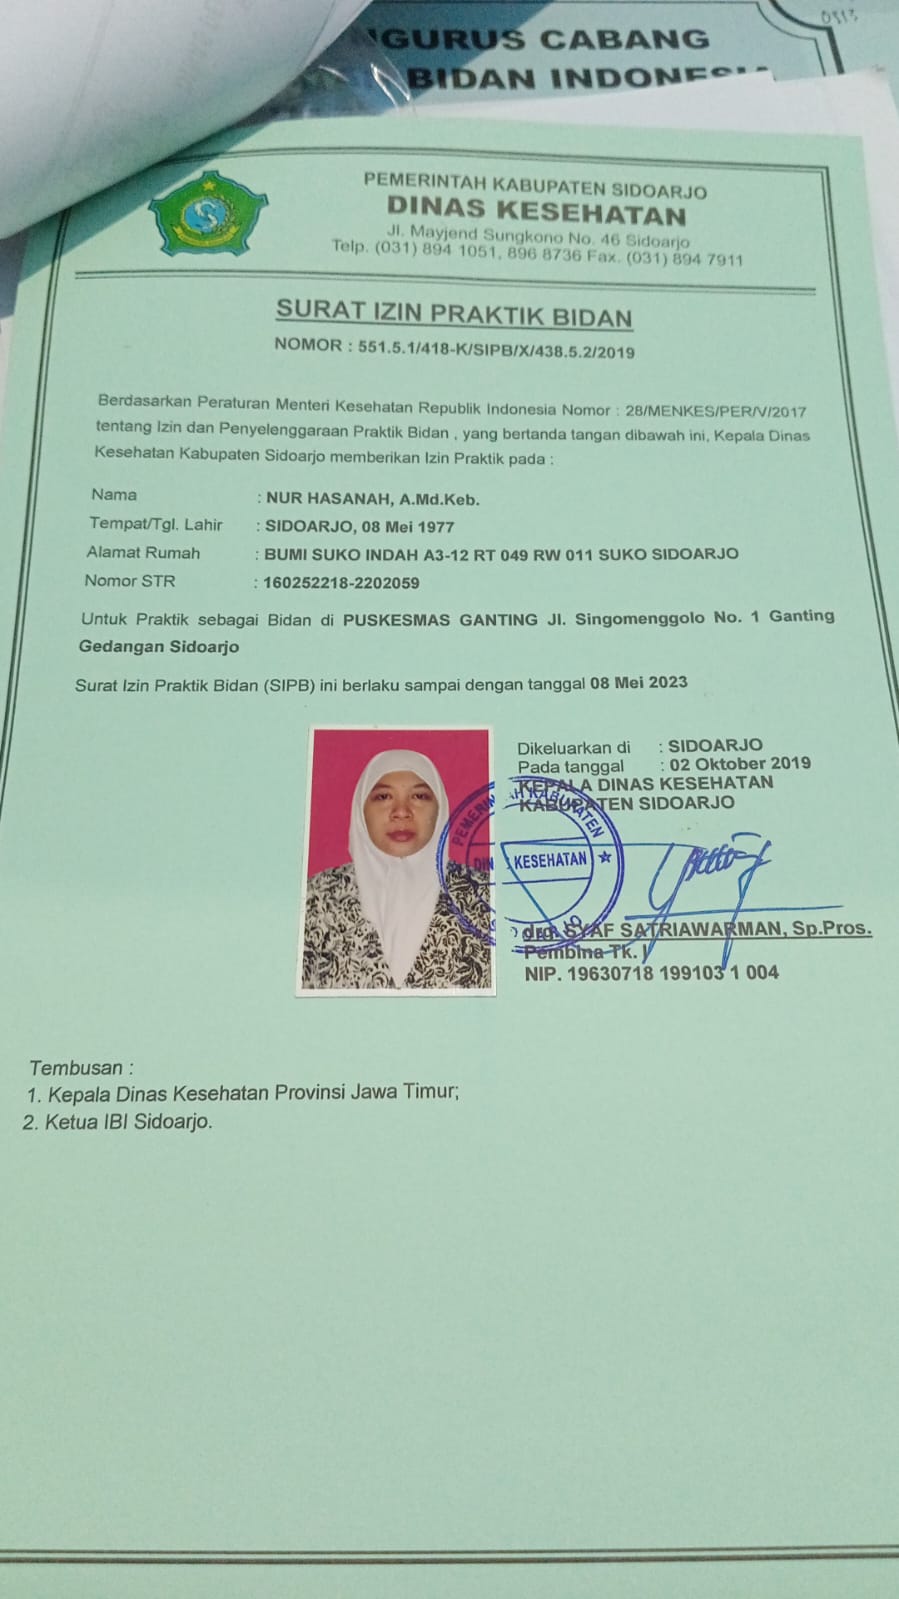 0313
NGURUS CABANG
BIDAN INDONESIA
PEMERINTAH KABUPATEN SIDOARJO
DINAS KESEHATAN
Jl. Mayjend Sungkono No. 46 Sidoarjo
Telp. (031) 894 1051, 896 8736 Fax. (031) 894 7911
SURAT IZIN PRAKTIK BIDAN
NOMOR : 551.5.1/418-K/SIPB/X/438.5.2/2019
Berdasarkan Peraturan Menteri Kesehatan Republik Indonesia Nomor : 28/MENKES/PER/V/2017
tentang Izin dan Penyelenggaraan Praktik Bidan , yang bertanda tangan dibawah ini, Kepala Dinas
Kesehatan Kabupaten Sidoarjo memberikan Izin Praktik pada :
Nama : NUR HASANAH, A.Md.Keb.
Tempat/Tgl. Lahir : SIDOARJO, 08 Mei 1977
Alamat Rumah : BUMI SUKO INDAH A3-12 RT 049 RW 011 SUKO SIDOARJO
Nomor STR : 160252218-2202059
Untuk Praktik sebagai Bidan di PUSKESMAS GANTING Jl. Singomenggolo No. 1 Ganting
Gedangan Sidoarjo
Surat Izin Praktik Bidan (SIPB) ini berlaku sampai dengan tanggal 08 Mei 2023
Dikeluarkan di : SIDOARJO
Pada tanggal : 02 Oktober 2019
KEPALA DINAS KESEHATAN
KABUPATEN SIDOARJO
PEMERINTAH KABUPATEN
DINAS KESEHATAN
drg. SYAF SATRIAWARMAN, Sp.Pros.
Pembina Tk. I
NIP. 19630718 199103 1 004
Tembusan :
1. Kepala Dinas Kesehatan Provinsi Jawa Timur;
2. Ketua IBI Sidoarjo.